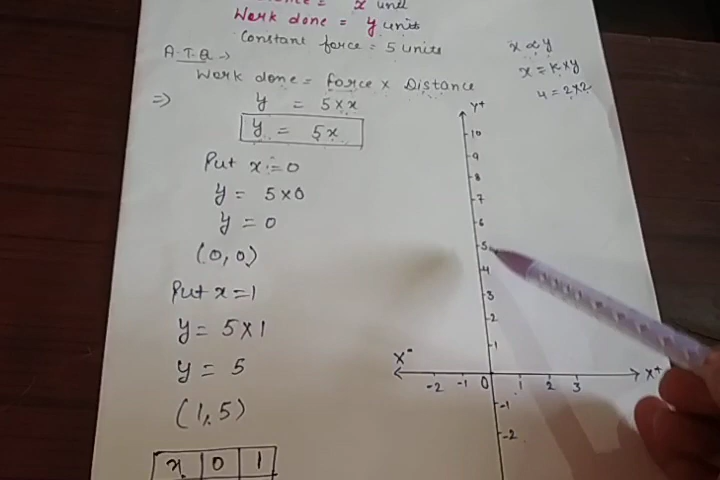 = x unit
Work done = y units
Constant force = 5 units
A.T.Q →
Work done = force × Distance
⇒ y = 5×x
y = 5x
Put x = 0
y = 5×0
y = 0
(0,0)
Put x = 1
y = 5×1
y = 5
(1,5)
x 0 1
x ∝ y
x = k×y
4 = 2×2
Y+
10
9
8
7
6
5
4
3
2
1
X- X+
-2 -1 0 1 2 3
-1
-2